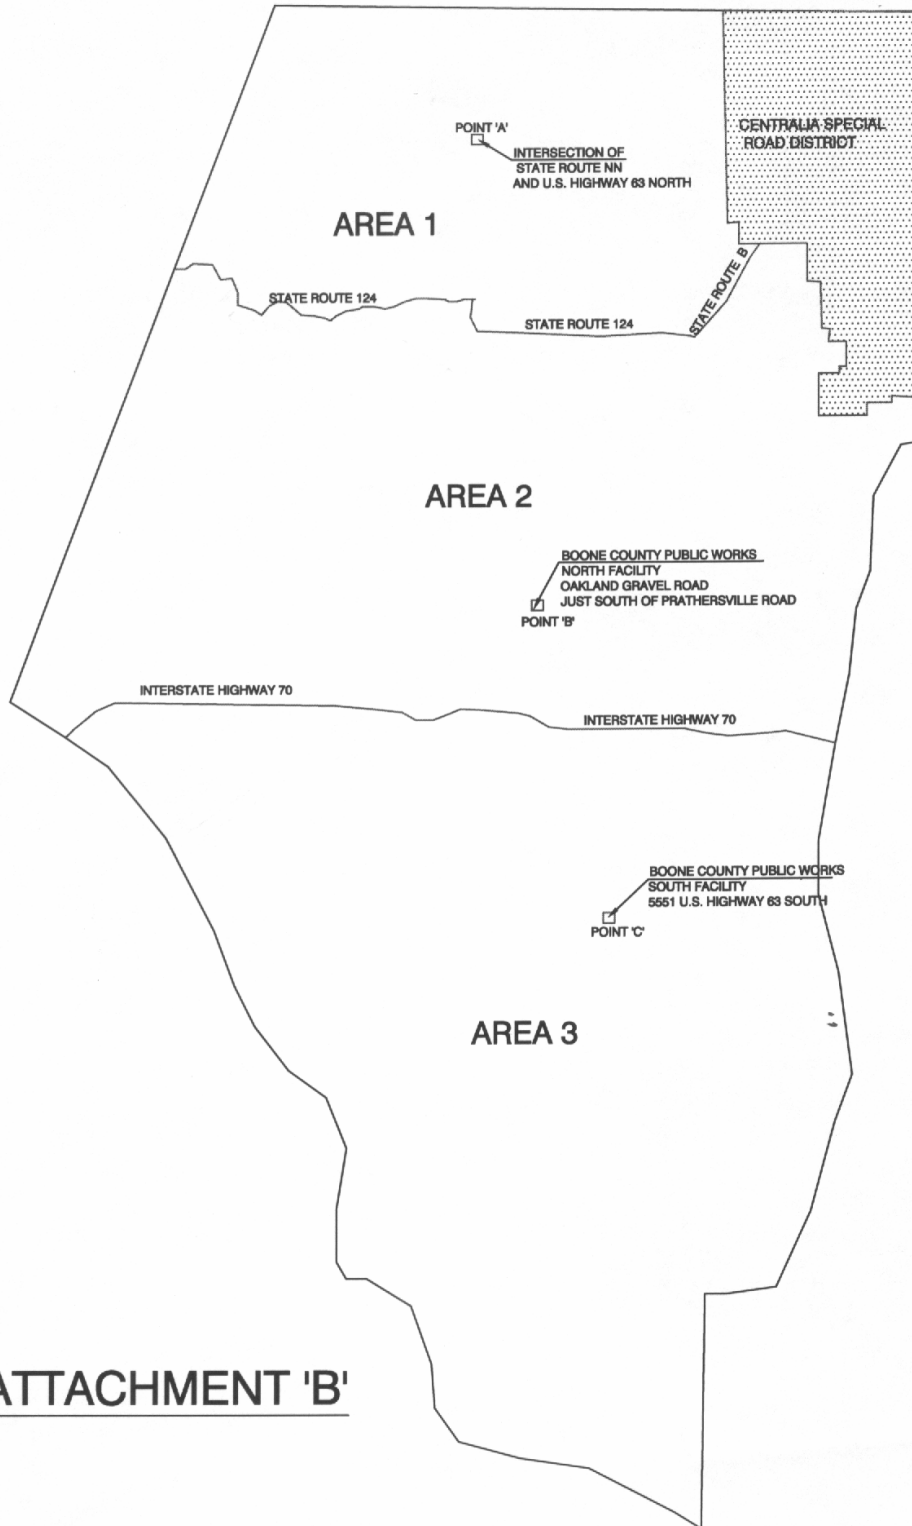 POINT 'A'
CENTRALIA SPECIAL
ROAD DISTRICT
INTERSECTION OF
STATE ROUTE NN
AND U.S. HIGHWAY 63 NORTH
AREA 1
STATE ROUTE B
STATE ROUTE 124
STATE ROUTE 124
AREA 2
BOONE COUNTY PUBLIC WORKS
NORTH FACILITY
OAKLAND GRAVEL ROAD
JUST SOUTH OF PRATHERSVILLE ROAD
POINT 'B'
INTERSTATE HIGHWAY 70
INTERSTATE HIGHWAY 70
BOONE COUNTY PUBLIC WORKS
SOUTH FACILITY
5551 U.S. HIGHWAY 63 SOUTH
POINT 'C'
AREA 3
ATTACHMENT 'B'